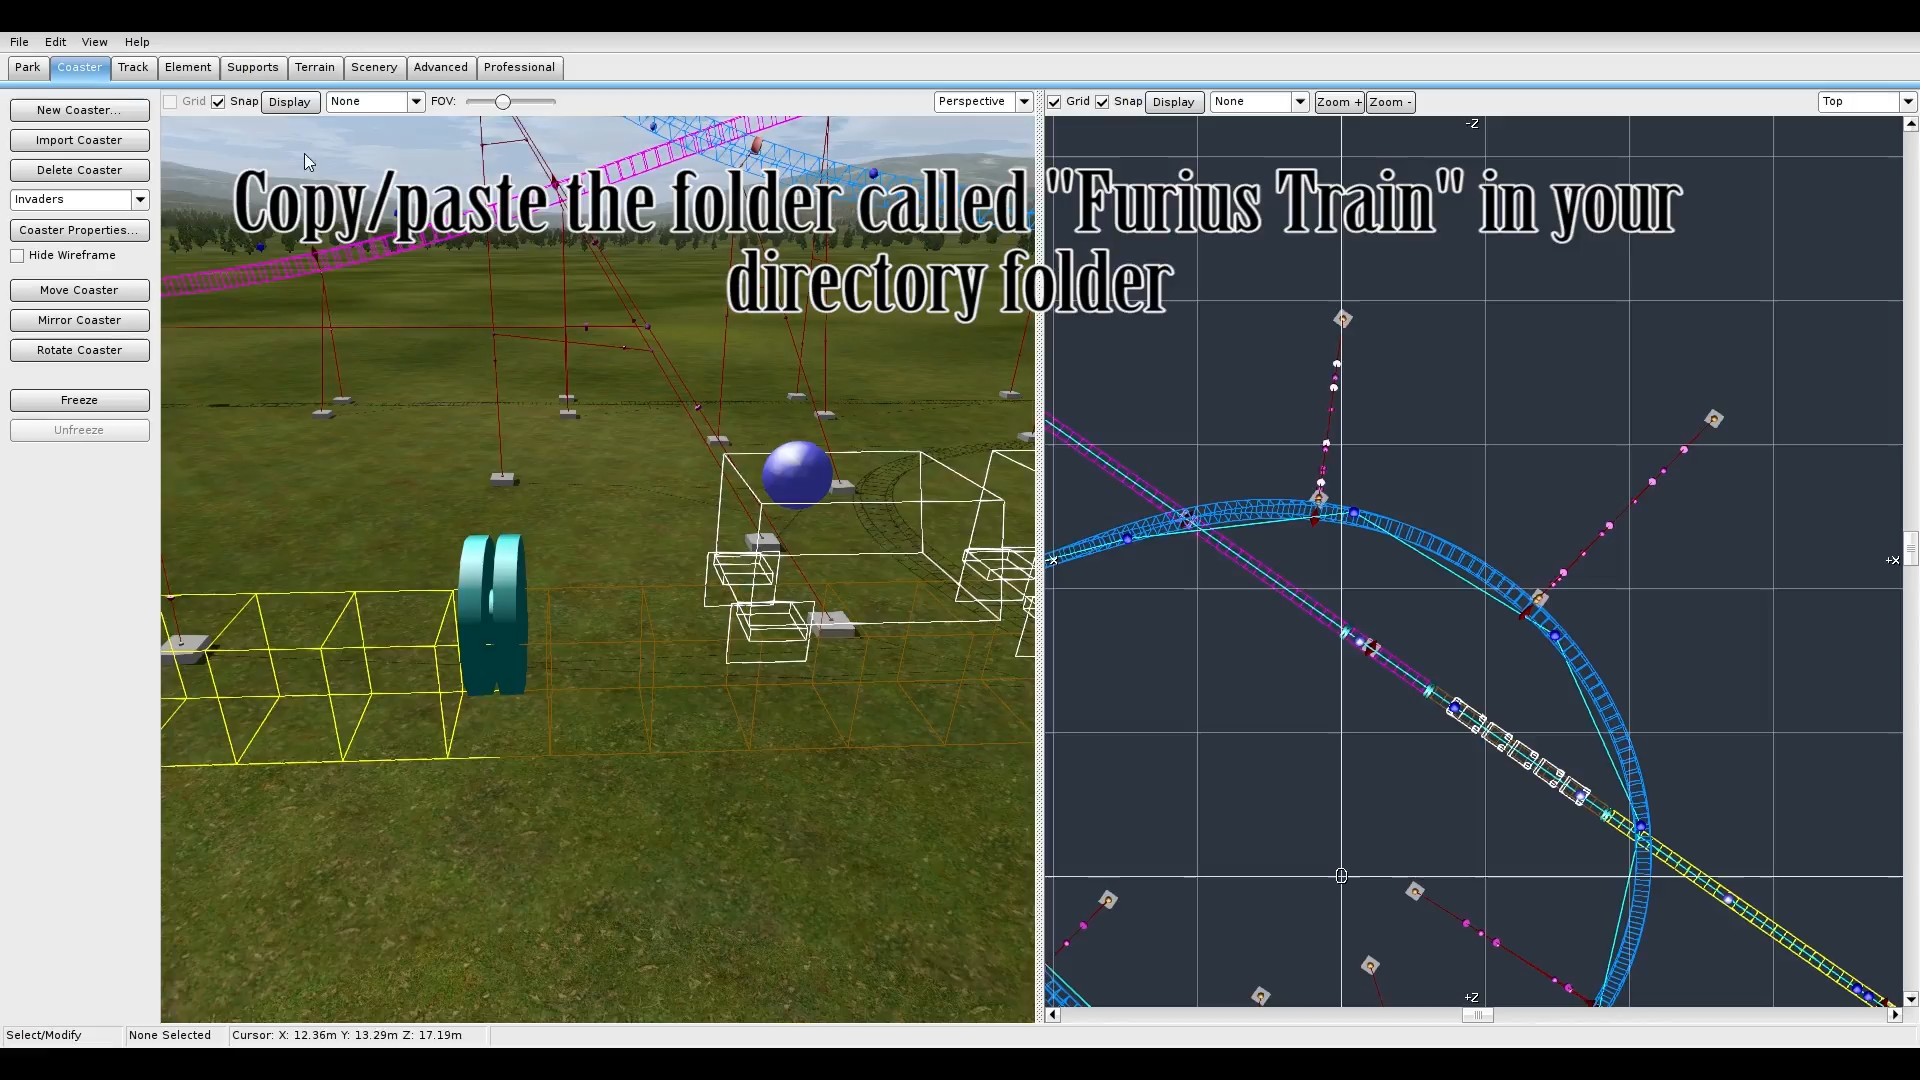 File Edit View Help
Park Coaster Track Element Supports Terrain Scenery Advanced Professional
Grid Snap Display None FOV: Perspective
Grid Snap Display None Zoom + Zoom - Top
New Coaster...
Import Coaster
Delete Coaster
Invaders
Coaster Properties...
Hide Wireframe
Move Coaster
Mirror Coaster
Rotate Coaster
Freeze
Unfreeze
Copy/paste the folder called "Furius Train" in your
directory folder
-Z
+X
+Z
Select/Modify None Selected Cursor: X: 12.36m Y: 13.29m Z: 17.19m